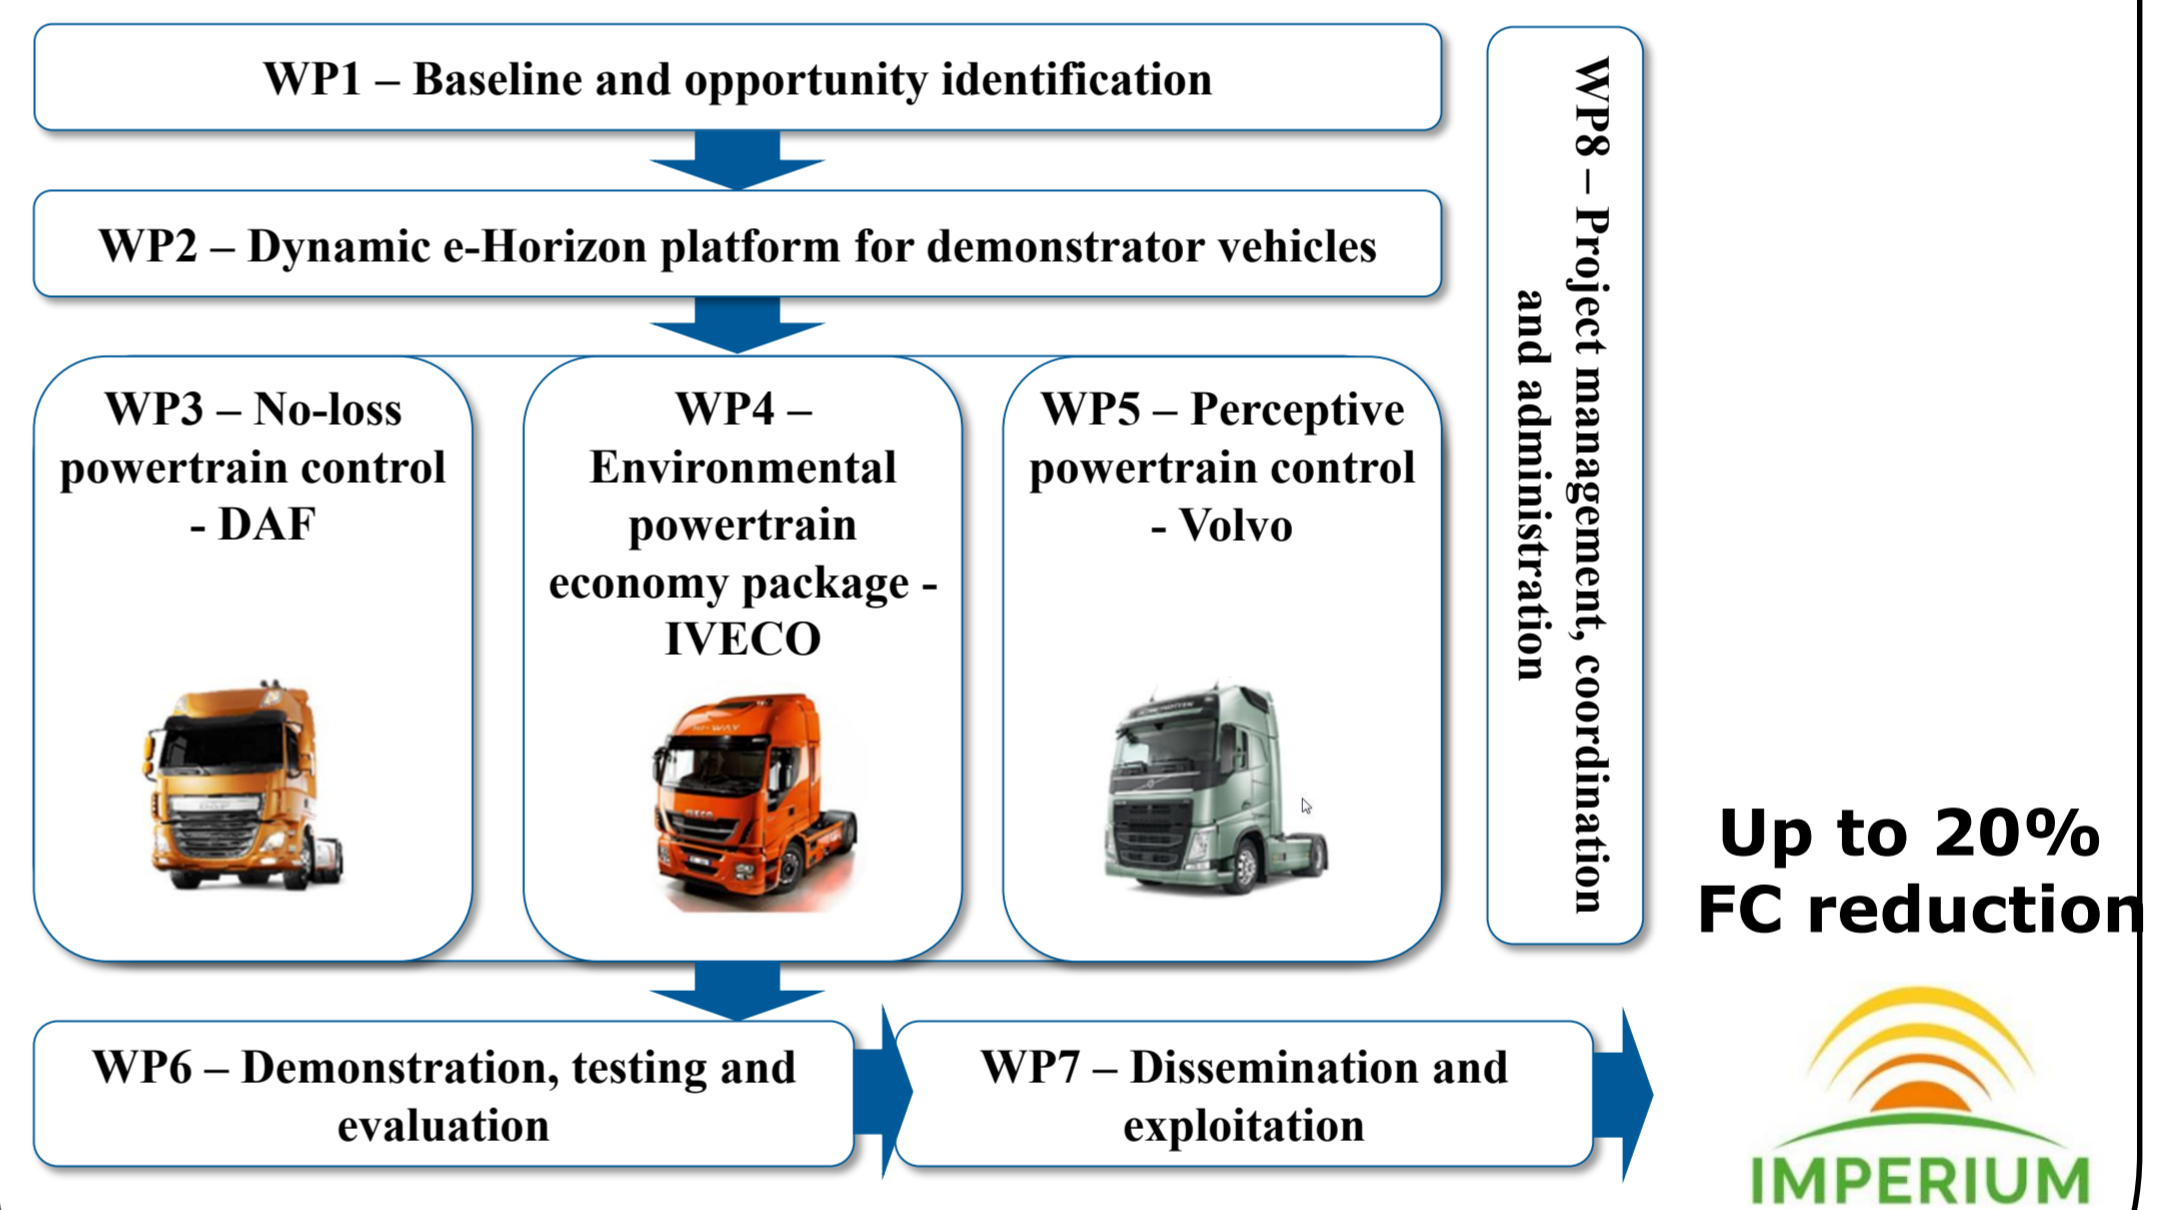 WP1 – Baseline and opportunity identification
WP2 – Dynamic e-Horizon platform for demonstrator vehicles
WP3 – No-loss
powertrain control
- DAF
WP4 –
Environmental
powertrain
economy package -
IVECO
WP5 – Perceptive
powertrain control
- Volvo
WP8 – Project management, coordination
and administration
WP6 – Demonstration, testing and
evaluation
WP7 – Dissemination and
exploitation
Up to 20%
FC reduction
IMPERIUM